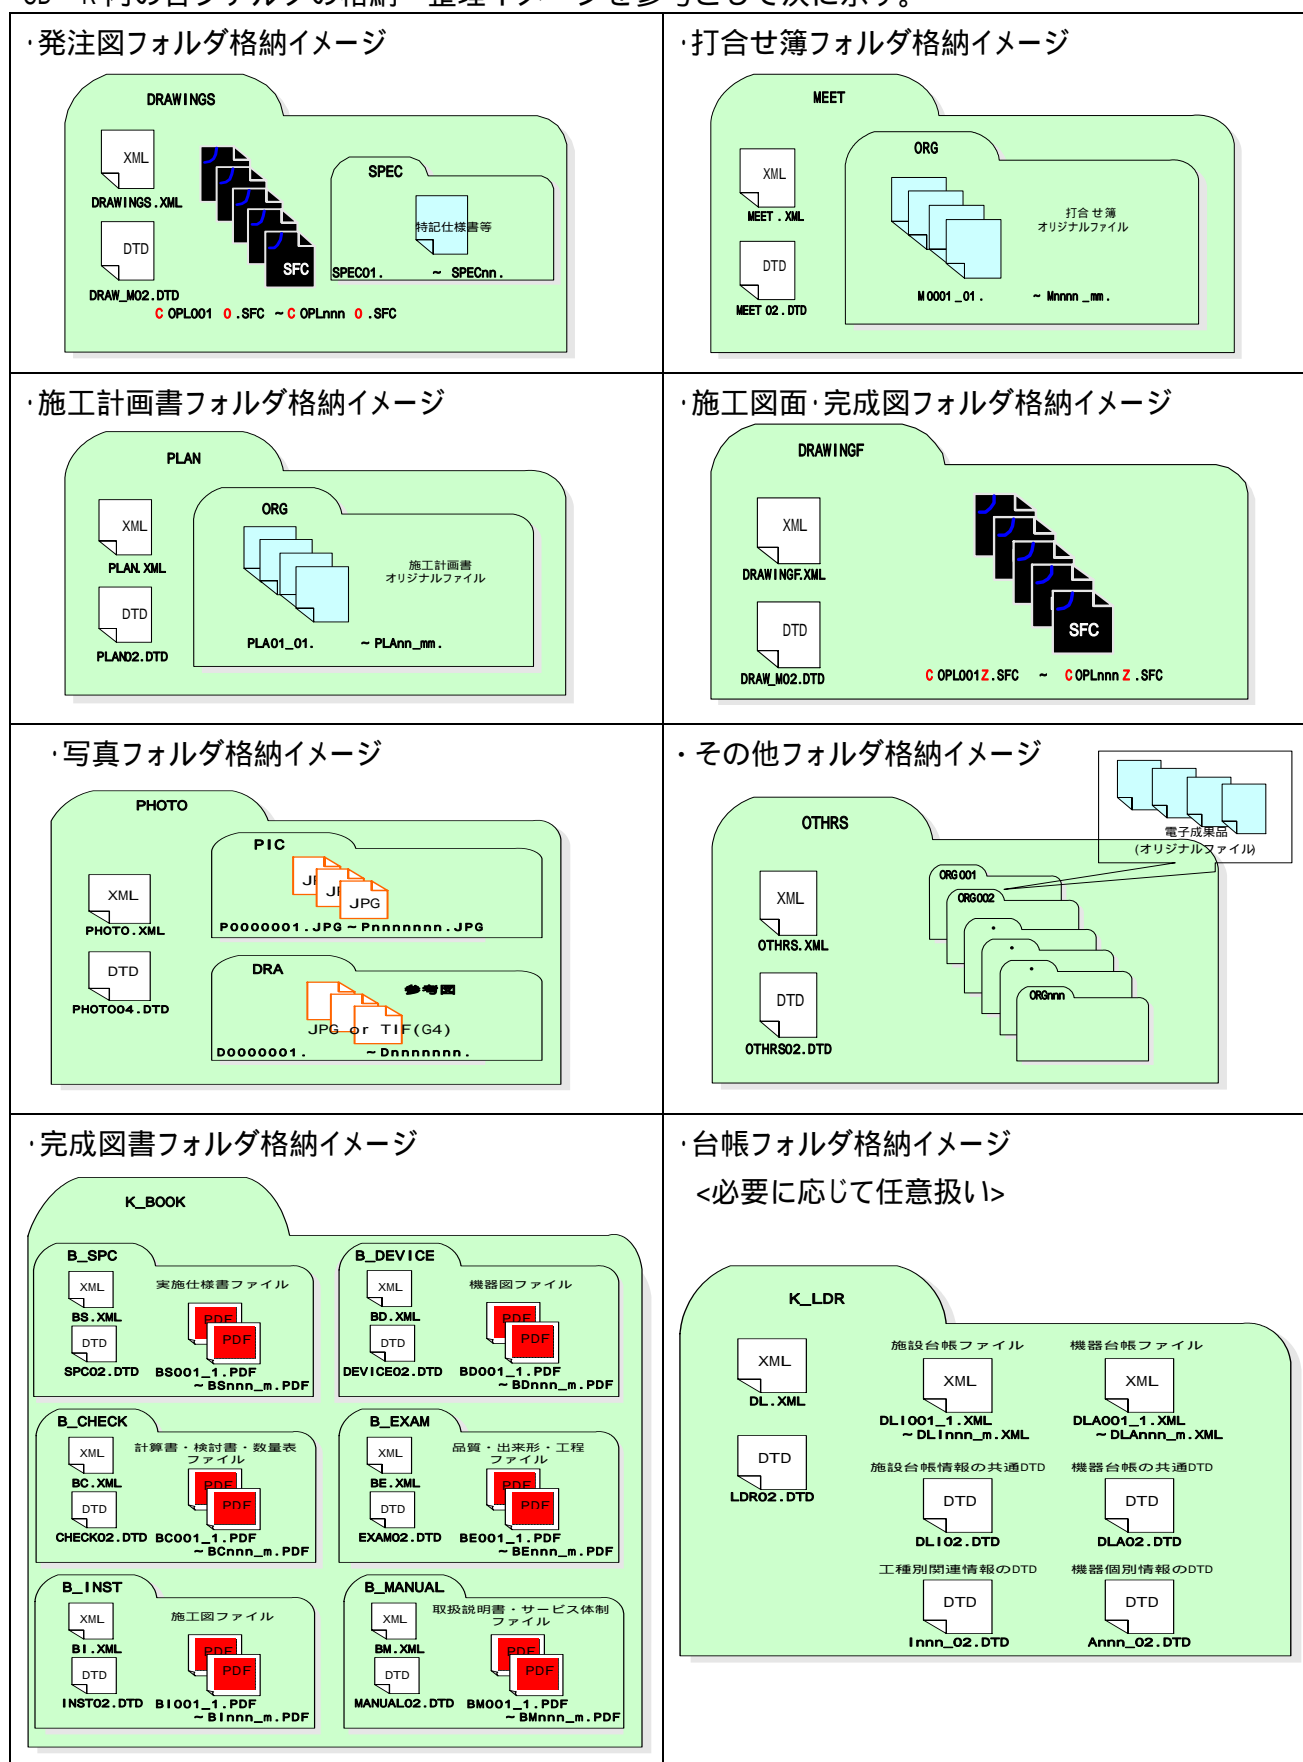 ・発注図フォルダ格納イメージ
DRAWINGS
XML
DRAWINGS.XML
DTD
DRAW_M02.DTD
SFC
C OPL001 O .SFC ~ C OPLnnn O .SFC
SPEC
特記仕様書等
SPEC01. ~ SPECnn.
・打合せ簿フォルダ格納イメージ
MEET
XML
MEET.XML
DTD
MEET02.DTD
ORG
打合せ簿
オリジナルファイル
M0001_01. ~ Mnnnn_mm.
・施工計画書フォルダ格納イメージ
PLAN
XML
PLAN.XML
DTD
PLAN02.DTD
ORG
施工計画書
オリジナルファイル
PLA01_01. ~ PLAnn_mm.
・施工図面・完成図フォルダ格納イメージ
DRAWINGF
XML
DRAWINGF.XML
DTD
DRAW_M02.DTD
SFC
C OPL001 Z .SFC ~ C OPLnnn Z .SFC
・写真フォルダ格納イメージ
PHOTO
XML
PHOTO.XML
DTD
PHOTO04.DTD
PIC
JPG
P0000001.JPG~Pnnnnnnn.JPG
DRA
参考図
JPG or TIF(G4)
D0000001. ~Dnnnnnnn.
・その他フォルダ格納イメージ
電子成果品
(オリジナルファイル)
OTHRS
XML
OTHRS.XML
DTD
OTHRS02.DTD
ORG001
ORG002
・
・
・
ORGnnn
・完成図書フォルダ格納イメージ
K_BOOK
B_SPC
XML
BS.XML
DTD
SPC02.DTD
実施仕様書ファイル
PDF
PDF
BS001_1.PDF
~BSnnn_m.PDF
B_DEVICE
XML
BD.XML
DTD
DEVICE02.DTD
機器図ファイル
PDF
PDF
BD001_1.PDF
~BDnnn_m.PDF
B_CHECK
XML
BC.XML
DTD
CHECK02.DTD
計算書・検討書・数量表
ファイル
PDF
PDF
BC001_1.PDF
~BCnnn_m.PDF
B_EXAM
XML
BE.XML
DTD
EXAM02.DTD
品質・出来形・工程
ファイル
PDF
PDF
BE001_1.PDF
~BEnnn_m.PDF
B_INST
XML
BI.XML
DTD
INST02.DTD
施工図ファイル
PDF
PDF
BI001_1.PDF
~BInnn_m.PDF
B_MANUAL
XML
BM.XML
DTD
MANUAL02.DTD
取扱説明書・サービス体制
ファイル
PDF
PDF
BM001_1.PDF
~BMnnn_m.PDF
・台帳フォルダ格納イメージ
<必要に応じて任意扱い>
K_LDR
XML
DL.XML
DTD
LDR02.DTD
施設台帳ファイル
XML
DLI001_1.XML
~DLInnn_m.XML
機器台帳ファイル
XML
DLA001_1.XML
~DLAnnn_m.XML
施設台帳情報の共通DTD
DTD
DLI02.DTD
機器台帳の共通DTD
DTD
DLA02.DTD
工種別関連情報のDTD
DTD
Innn_02.DTD
機器個別情報のDTD
DTD
Annn_02.DTD